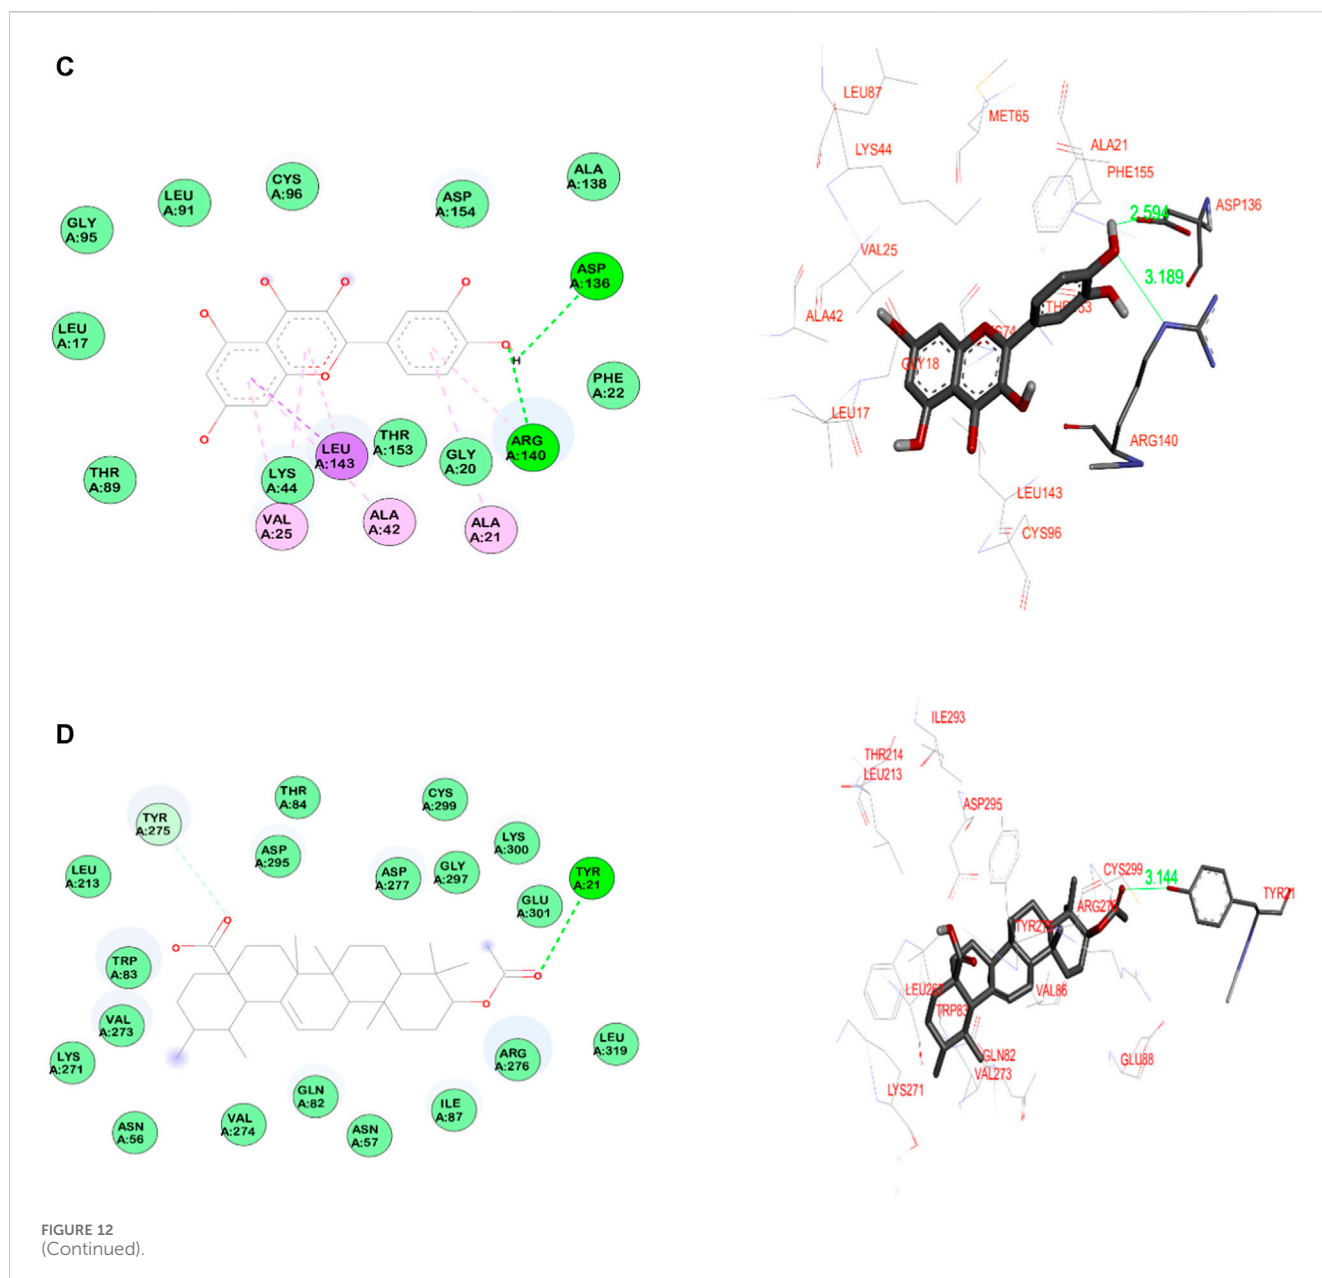 C
CYS
A:96
LEU
A:91
GLY
A:95
ASP
A:154
ALA
A:138
ASP
A:136
LEU
A:17
PHE
A:22
THR
A:89
LYS
A:44
LEU
A:143
THR
A:153
GLY
A:20
ARG
A:140
VAL
A:25
ALA
A:42
ALA
A:21
O
O
O
O
O
O
O
H
LEU87
MET65
LYS44
ALA21
PHE155
2.594
ASP136
VAL25
3.189
ALA42
GLY18
LEU17
ARG140
LEU143
CYS96
D
THR
A:84
CYS
A:299
TYR
A:275
ASP
A:295
LYS
A:300
LEU
A:213
ASP
A:277
GLY
A:297
TYR
A:21
GLU
A:301
TRP
A:83
VAL
A:273
LYS
A:271
ARG
A:276
LEU
A:319
ASN
A:56
VAL
A:274
GLN
A:82
ASN
A:57
ILE
A:87
O
O
O
O
ILE293
THR214
LEU213
ASP295
CYS299
3.144
TYR21
VAL86
TRP83
GLN82
VAL273
GLU88
LYS271
FIGURE 12
(Continued).